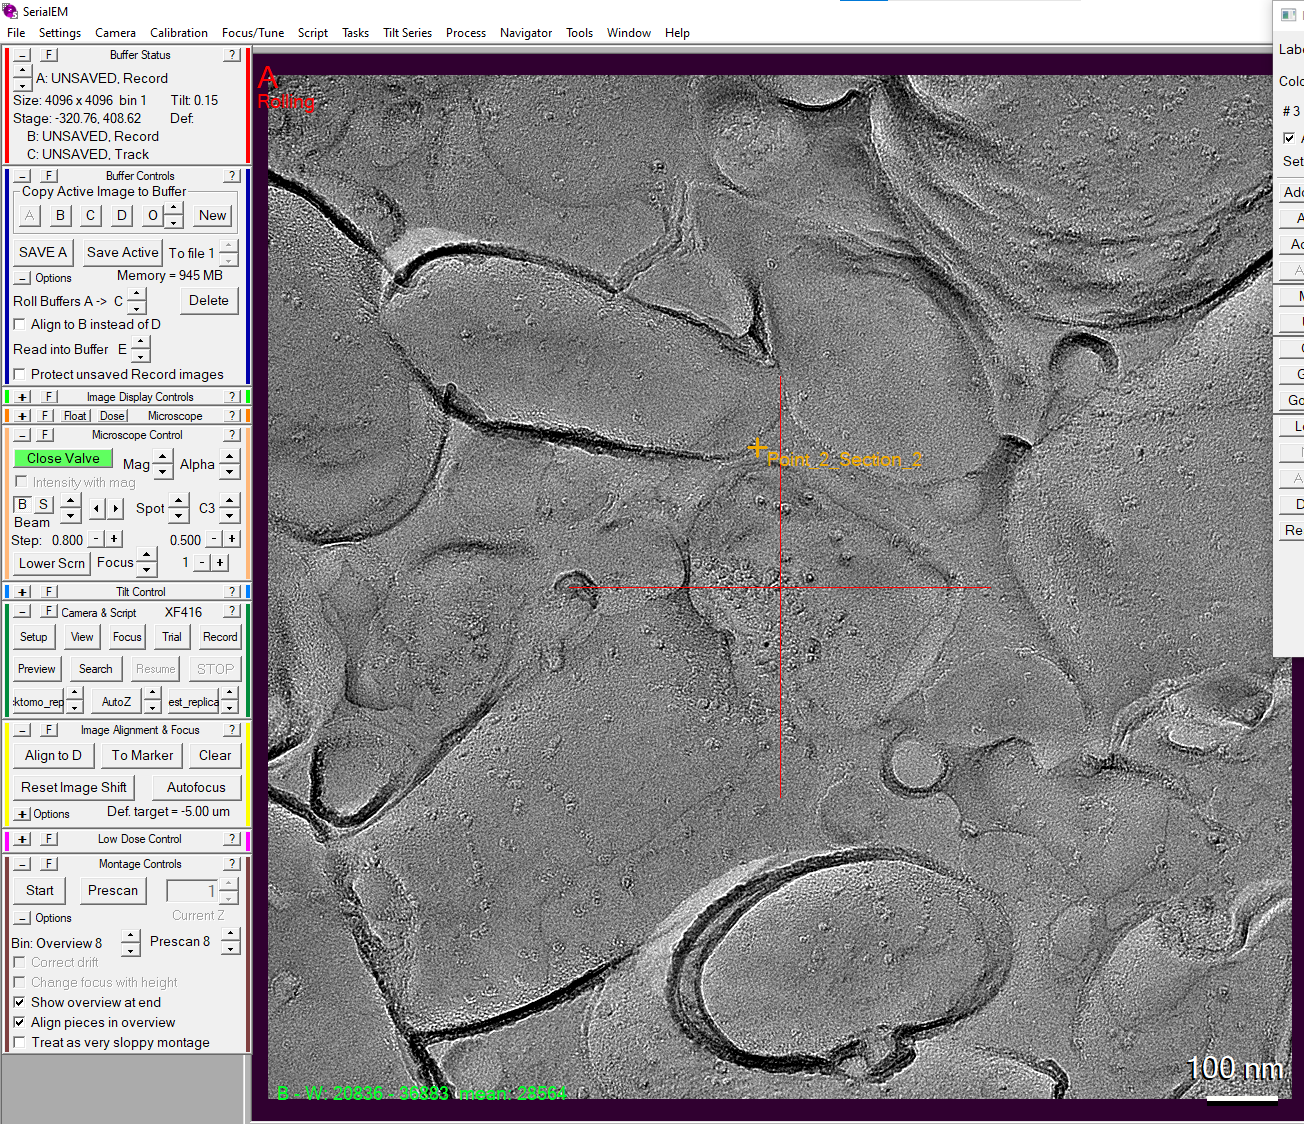 SerialEM
File Settings Camera Calibration Focus/Tune Script Tasks Tilt Series Process Navigator Tools Window Help
– F Buffer Status ?
A: UNSAVED, Record
Size: 4096 x 4096 bin 1 Tilt: 0.15
Stage: -320.76, 408.62 Def:
B: UNSAVED, Record
C: UNSAVED, Track
– F Buffer Controls ?
Copy Active Image to Buffer
A B C D O New
SAVE A Save Active To file 1
– Options Memory = 945 MB
Roll Buffers A -> C Delete
Align to B instead of D
Read into Buffer E
Protect unsaved Record images
+ F Image Display Controls ?
+ F Float Dose Microscope ?
– F Microscope Control ?
Close Valve Mag Alpha
Intensity with mag
B S Spot C3
Beam
Step: 0.800 - + 0.500 - +
Lower Scrn Focus 1 - +
+ F Tilt Control ?
– F Camera & Script XF416 ?
Setup View Focus Trial Record
Preview Search Resume STOP
ktomo_rep AutoZ est_replica
– F Image Alignment & Focus ?
Align to D To Marker Clear
Reset Image Shift Autofocus
+ Options Def. target = -5.00 um
+ F Low Dose Control ?
– F Montage Controls ?
Start Prescan 1
Current Z
– Options
Bin: Overview 8 Prescan 8
Correct drift
Change focus with height
Show overview at end
Align pieces in overview
Treat as very sloppy montage
A
Rolling
Point_2_Section_2
100 nm
Labe
Colo
# 3
Set
Go
Re